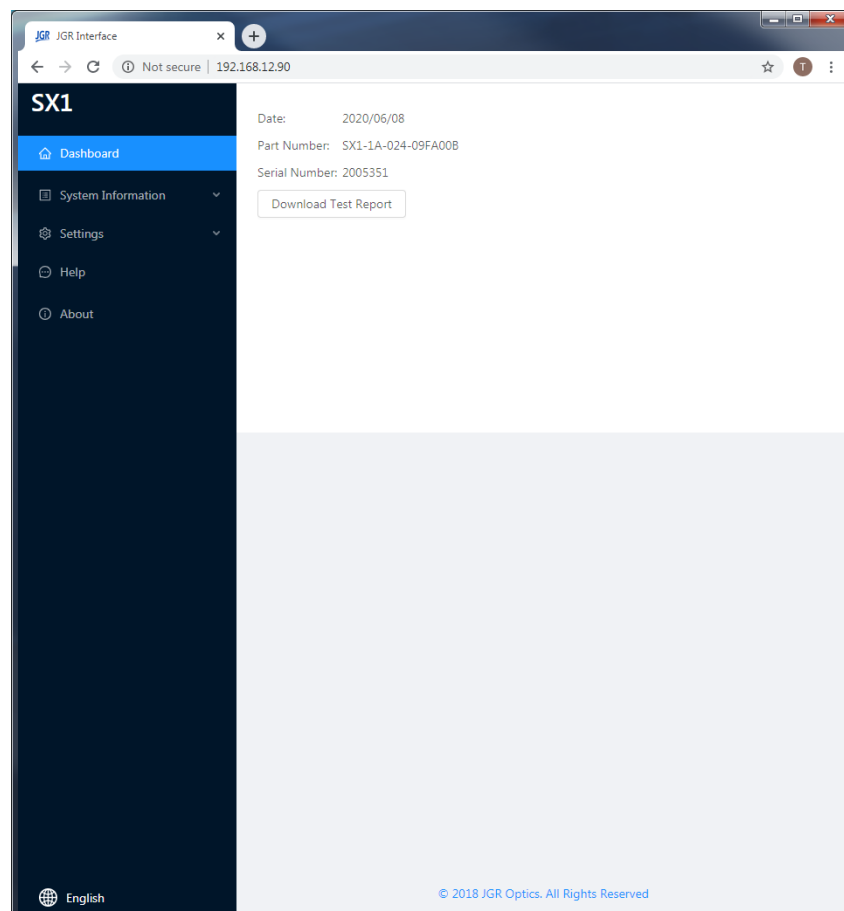 JGR JGR Interface
Not secure | 192.168.12.90
T
SX1
Dashboard
System Information
Settings
Help
About
Date: 2020/06/08
Part Number: SX1-1A-024-09FA00B
Serial Number: 2005351
Download Test Report
English
© 2018 JGR Optics. All Rights Reserved